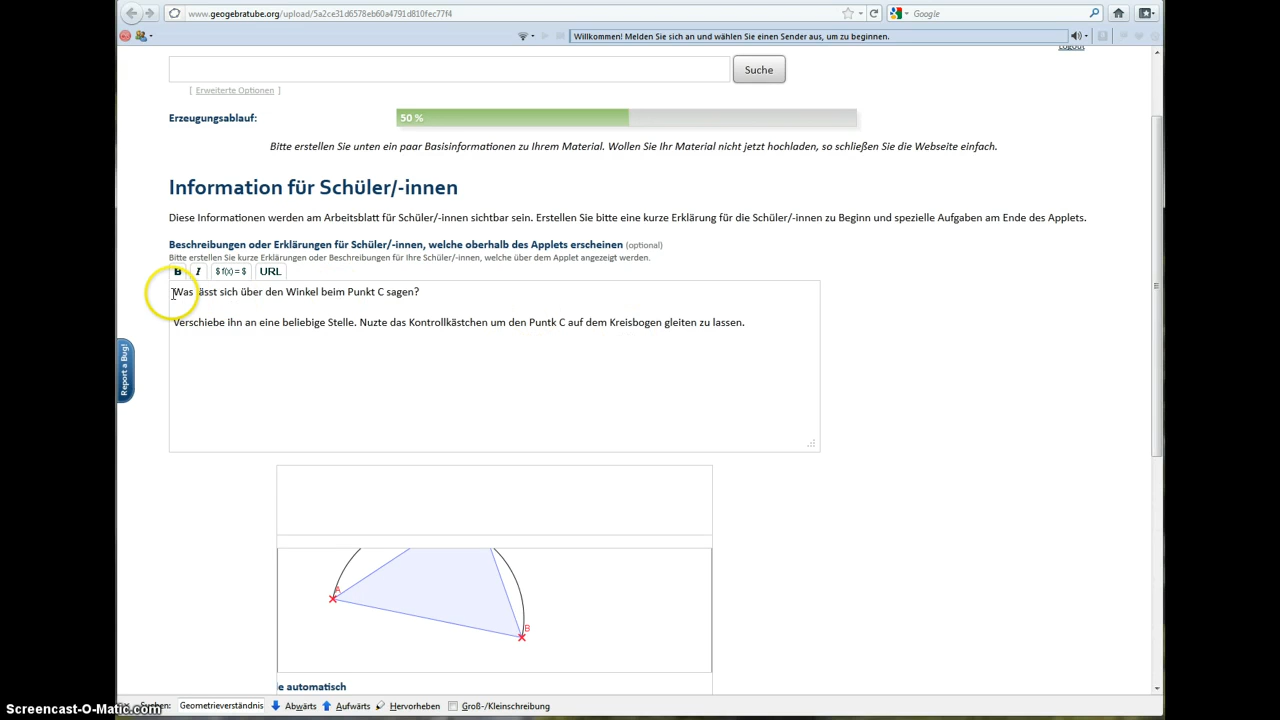 www.geogebratube.org/upload/5a2ce31d6578eb60a4791d810fec77f4
Google
Willkommen! Melden Sie sich an und wählen Sie einen Sender aus, um zu beginnen.
Logout
Suche
[ Erweiterte Optionen ]
Erzeugungsablauf:
50 %
Bitte erstellen Sie unten ein paar Basisinformationen zu Ihrem Material. Wollen Sie Ihr Material nicht jetzt hochladen, so schließen Sie die Webseite einfach.
Information für Schüler/-innen
Diese Informationen werden am Arbeitsblatt für Schüler/-innen sichtbar sein. Erstellen Sie bitte eine kurze Erklärung für die Schüler/-innen zu Beginn und spezielle Aufgaben am Ende des Applets.
Beschreibungen oder Erklärungen für Schüler/-innen, welche oberhalb des Applets erscheinen (optional)
Bitte erstellen Sie kurze Erklärungen oder Beschreibungen für Ihre Schüler/-innen, welche über dem Applet angezeigt werden.
B I $ f(x) = $ URL
Was lässt sich über den Winkel beim Punkt C sagen?
Verschiebe ihn an eine beliebige Stelle. Nuzte das Kontrollkästchen um den Puntk C auf dem Kreisbogen gleiten zu lassen.
Report a Bug!
A
B
le automatisch
Suchen: Geometrieverständnis Abwärts Aufwärts Hervorheben Groß-/Kleinschreibung
Screencast-O-Matic.com